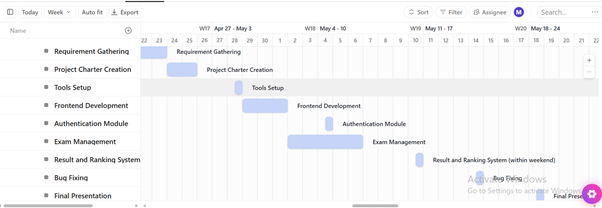 Today Week Auto fit Export Sort Filter Assignee M Search...
Name W17 Apr 27 - May 3 W18 May 4 - 10 W19 May 11 - 17 W20 May 18 - 24
22 23 24 25 26 27 28 29 30 1 2 3 4 5 6 7 8 9 10 11 12 13 14 15 16 17 18 19 20 21
Requirement Gathering Requirement Gathering
Project Charter Creation Project Charter Creation
Tools Setup Tools Setup
Frontend Development Frontend Development
Authentication Module Authentication Module
Exam Management Exam Management
Result and Ranking System Result and Ranking System (within weekend)
Bug Fixing Bug Fixing
Activate Windows
Go to Settings to activate Windows
Final Presentation Final Prese